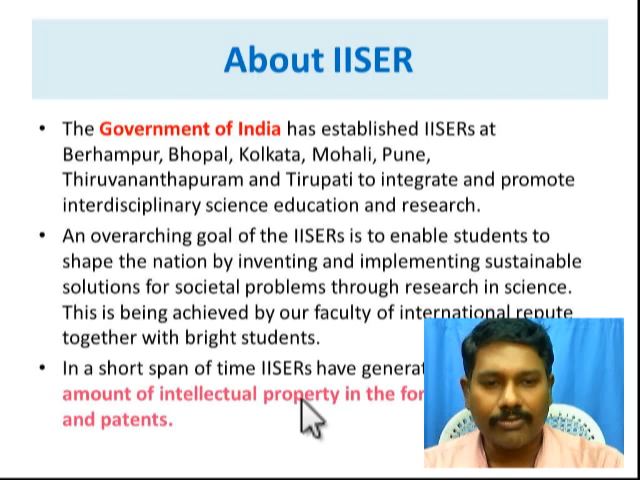 About IISER
• The Government of India has established IISERs at
Berhampur, Bhopal, Kolkata, Mohali, Pune,
Thiruvananthapuram and Tirupati to integrate and promote
interdisciplinary science education and research.
• An overarching goal of the IISERs is to enable students to
shape the nation by inventing and implementing sustainable
solutions for societal problems through research in science.
This is being achieved by our faculty of international repute
together with bright students.
• In a short span of time IISERs have
amount of intellectual property in the
and patents.